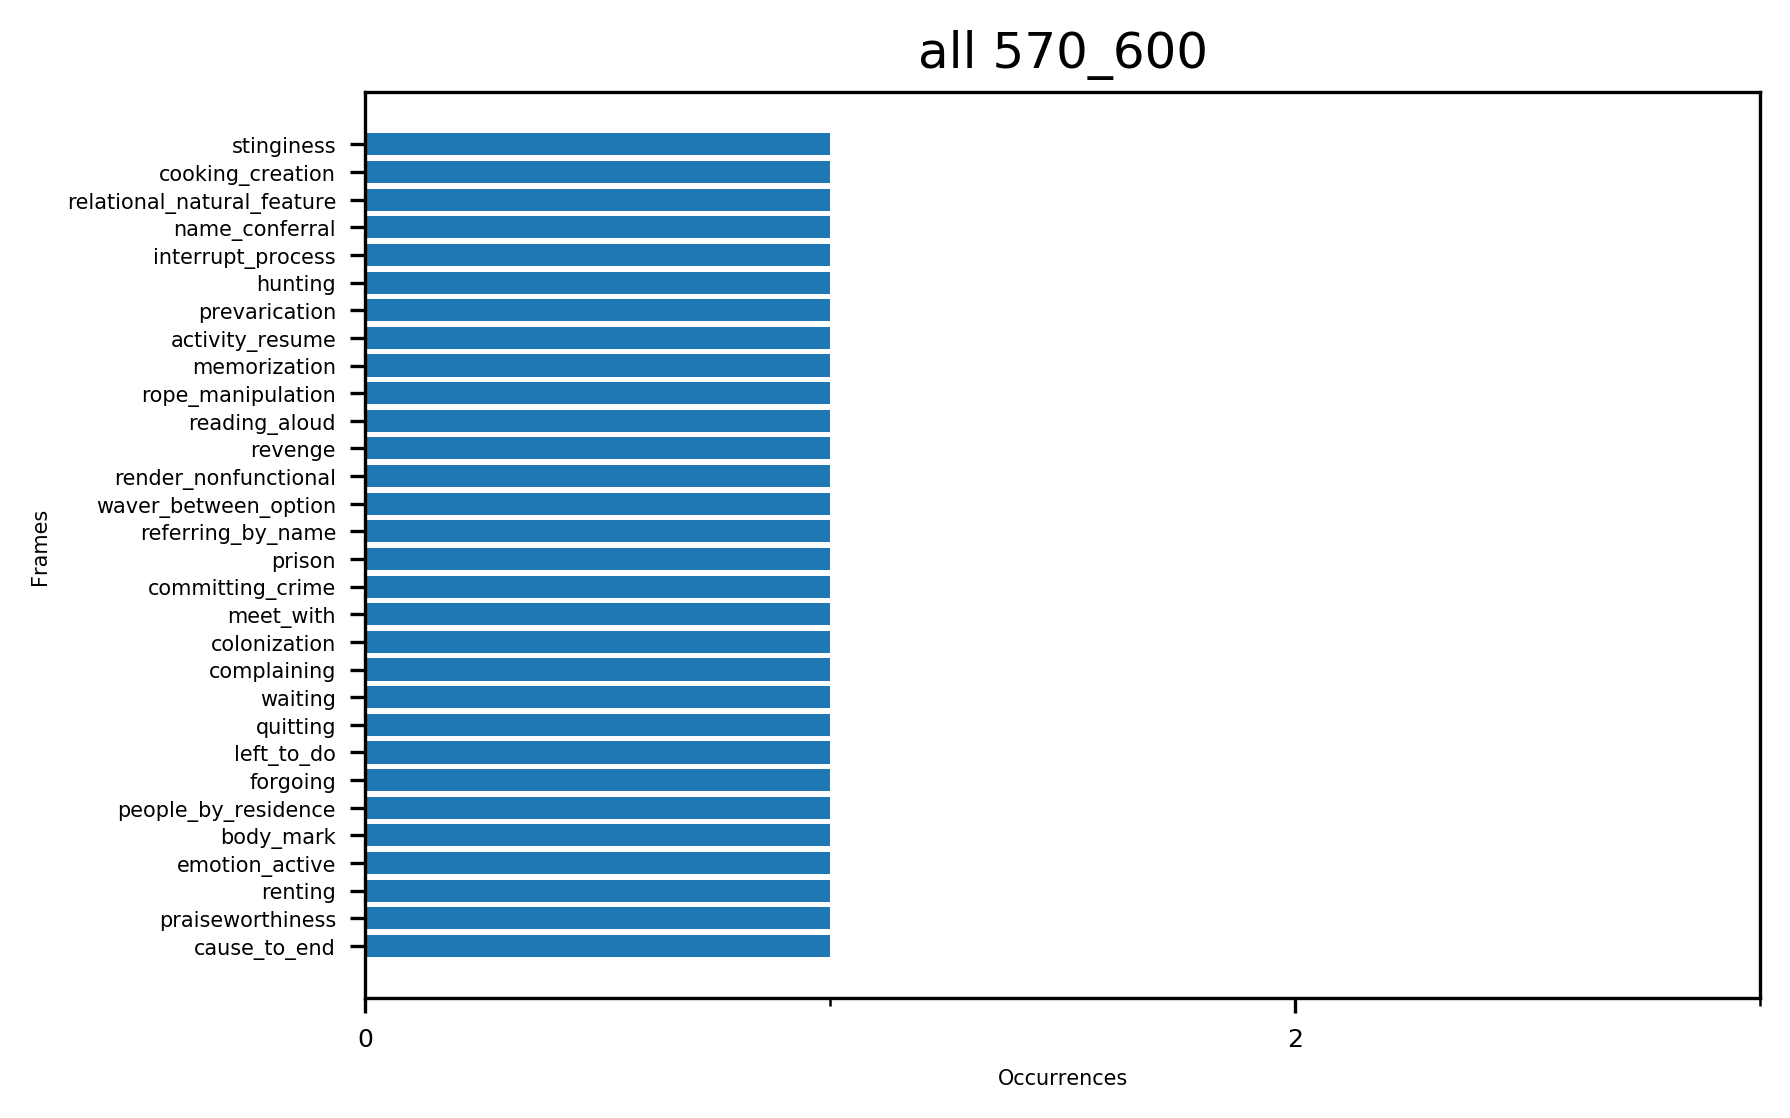 all 570_600
stinginess
cooking_creation
relational_natural_feature
name_conferral
interrupt_process
hunting
prevarication
activity_resume
memorization
rope_manipulation
reading_aloud
revenge
render_nonfunctional
waver_between_option
referring_by_name
prison
committing_crime
meet_with
colonization
complaining
waiting
quitting
left_to_do
forgoing
people_by_residence
body_mark
emotion_active
renting
praiseworthiness
cause_to_end
Frames
0 2
Occurrences